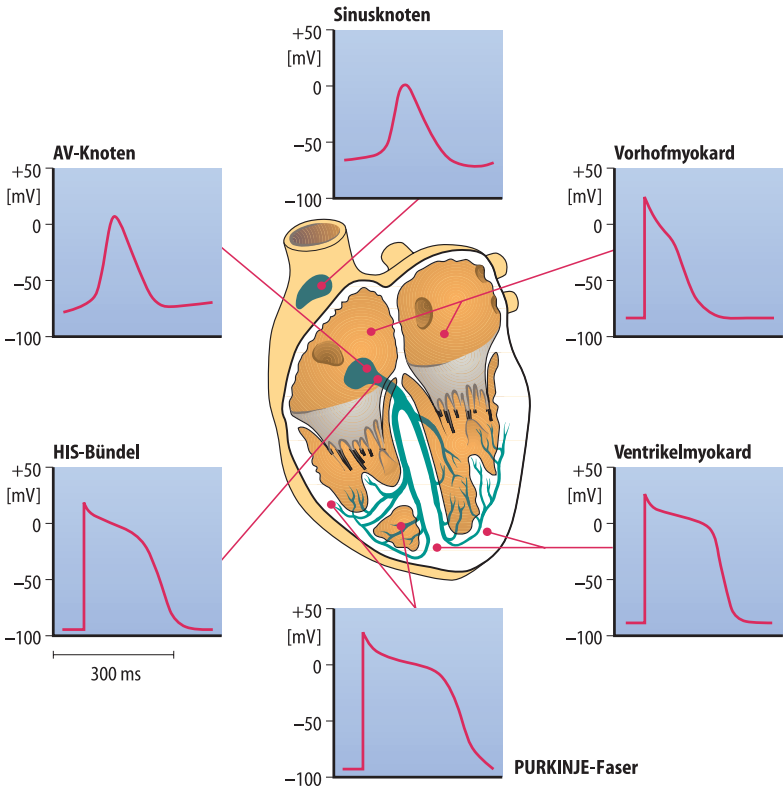 Sinusknoten
+50
[mV]
0
−50
−100
AV-Knoten
+50
[mV]
0
−50
−100
Vorhofmyokard
+50
[mV]
0
−50
−100
HIS-Bündel
+50
[mV]
0
−50
−100
300 ms
Ventrikelmyokard
+50
[mV]
0
−50
−100
+50
[mV]
0
−50
−100
PURKINJE-Faser